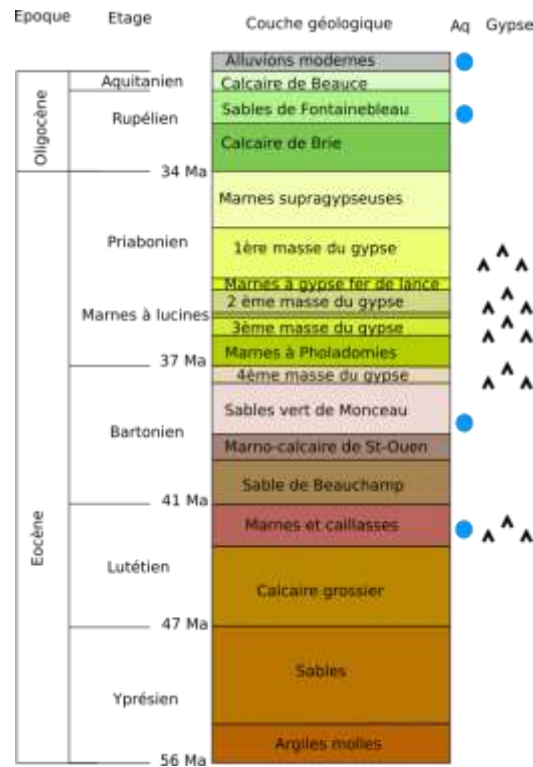 Epoque Etage Couche géologique Aq Gypse
Alluvions modernes
Aquitanien Calcaire de Beauce
Oligocène Rupélien Sables de Fontainebleau
Calcaire de Brie
34 Ma
Marnes supragypseuses
Priabonien 1ère masse du gypse
Marnes à gypse fer de lance
2 ème masse du gypse
Marnes à lucines
3ème masse du gypse
Marnes à Pholadomies
37 Ma
4ème masse du gypse
Sables vert de Monceau
Bartonien
Marno-calcaire de St-Ouen
Sable de Beauchamp
41 Ma
Eocène Marnes et caillasses
Lutétien
Calcaire grossier
47 Ma
Sables
Yprésien
Argiles molles
56 Ma